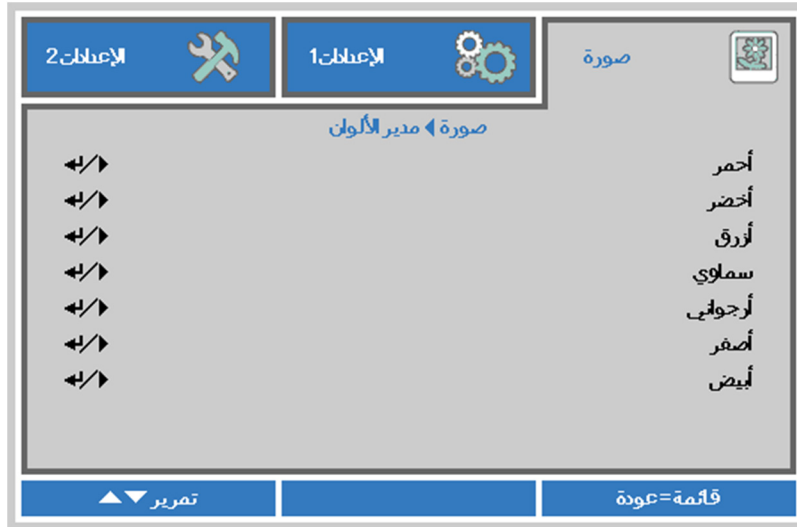 صورة
الإعدادات1
الإعدادات2
صورة ⏵ مدير الألوان
أحمر ⏎/⏵
أخضر ⏎/⏵
أزرق ⏎/⏵
سماوي ⏎/⏵
أرجواني ⏎/⏵
أصفر ⏎/⏵
أبيض ⏎/⏵
قائمة=عودة
تمرير ▼▲